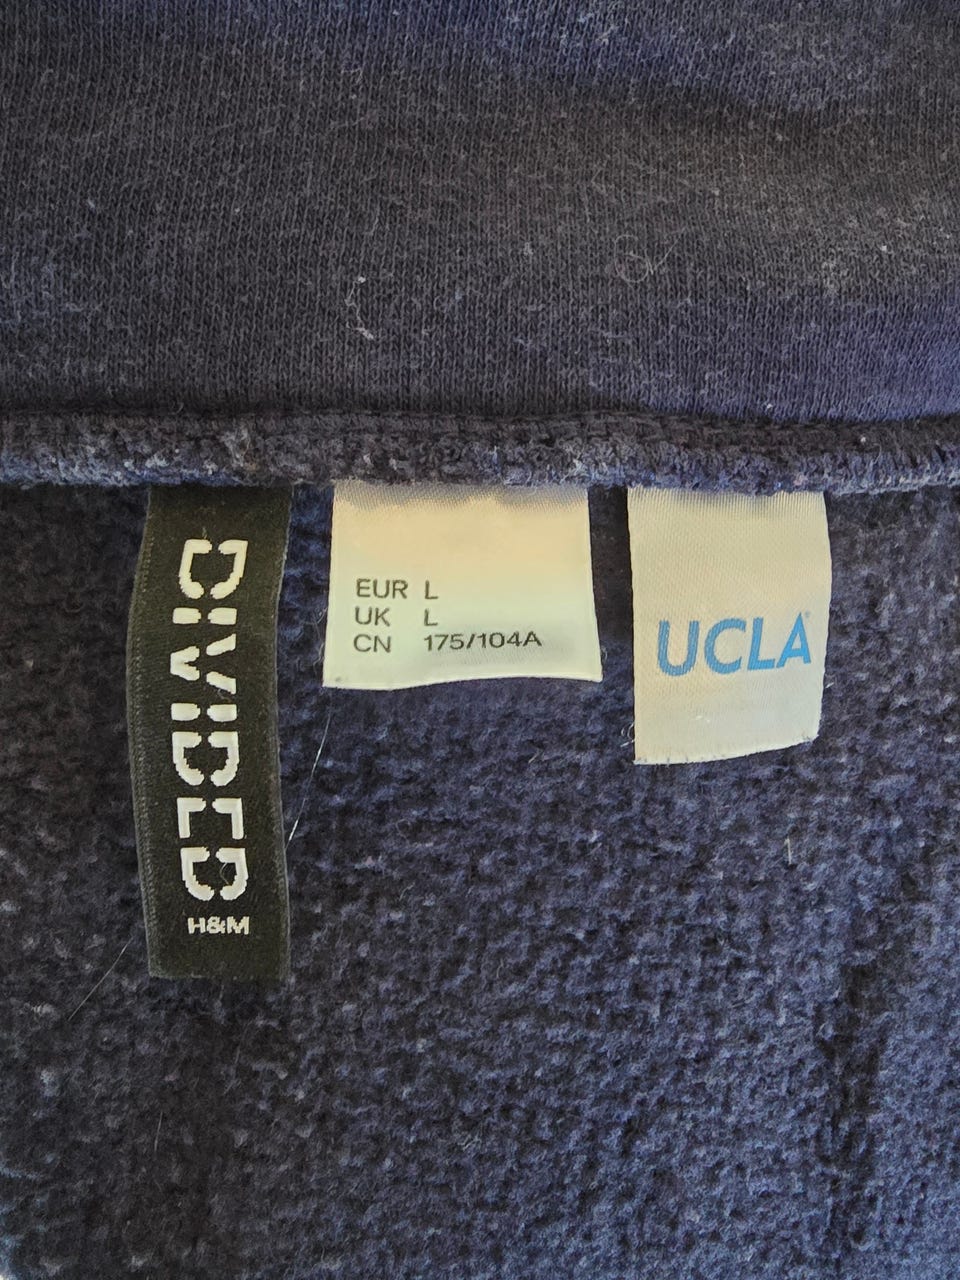 DIVIDED
H&M
EUR L
UK L
CN 175/104A
UCLA